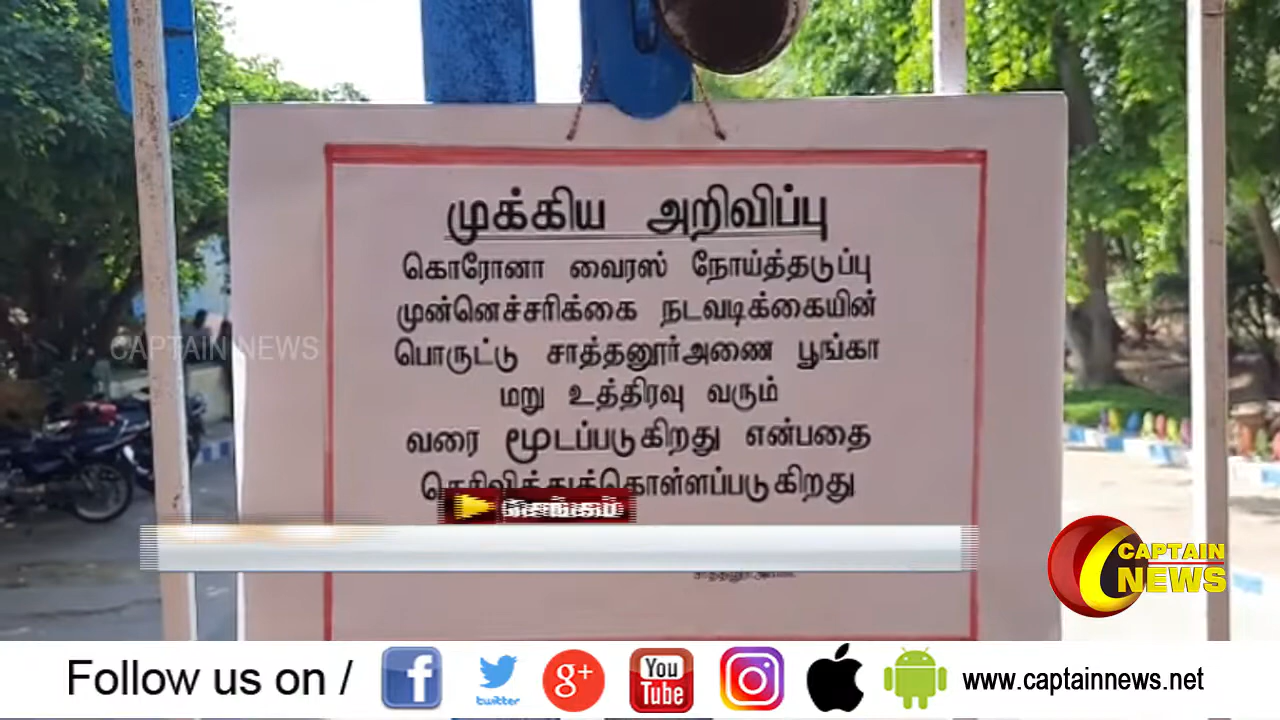 முக்கிய அறிவிப்பு
கொரோனா வைரஸ் நோய்த்தடுப்பு
முன்னெச்சரிக்கை நடவடிக்கையின்
பொருட்டு சாத்தனூர்அணை பூங்கா
மறு உத்திரவு வரும்
வரை மூடப்படுகிறது என்பதை
தெரிவித்துக்கொள்ளப்படுகிறது
செங்கம்
CAPTAIN NEWS
CAPTAIN
NEWS
Follow us on /
twitter
g+
You
Tube
www.captainnews.net